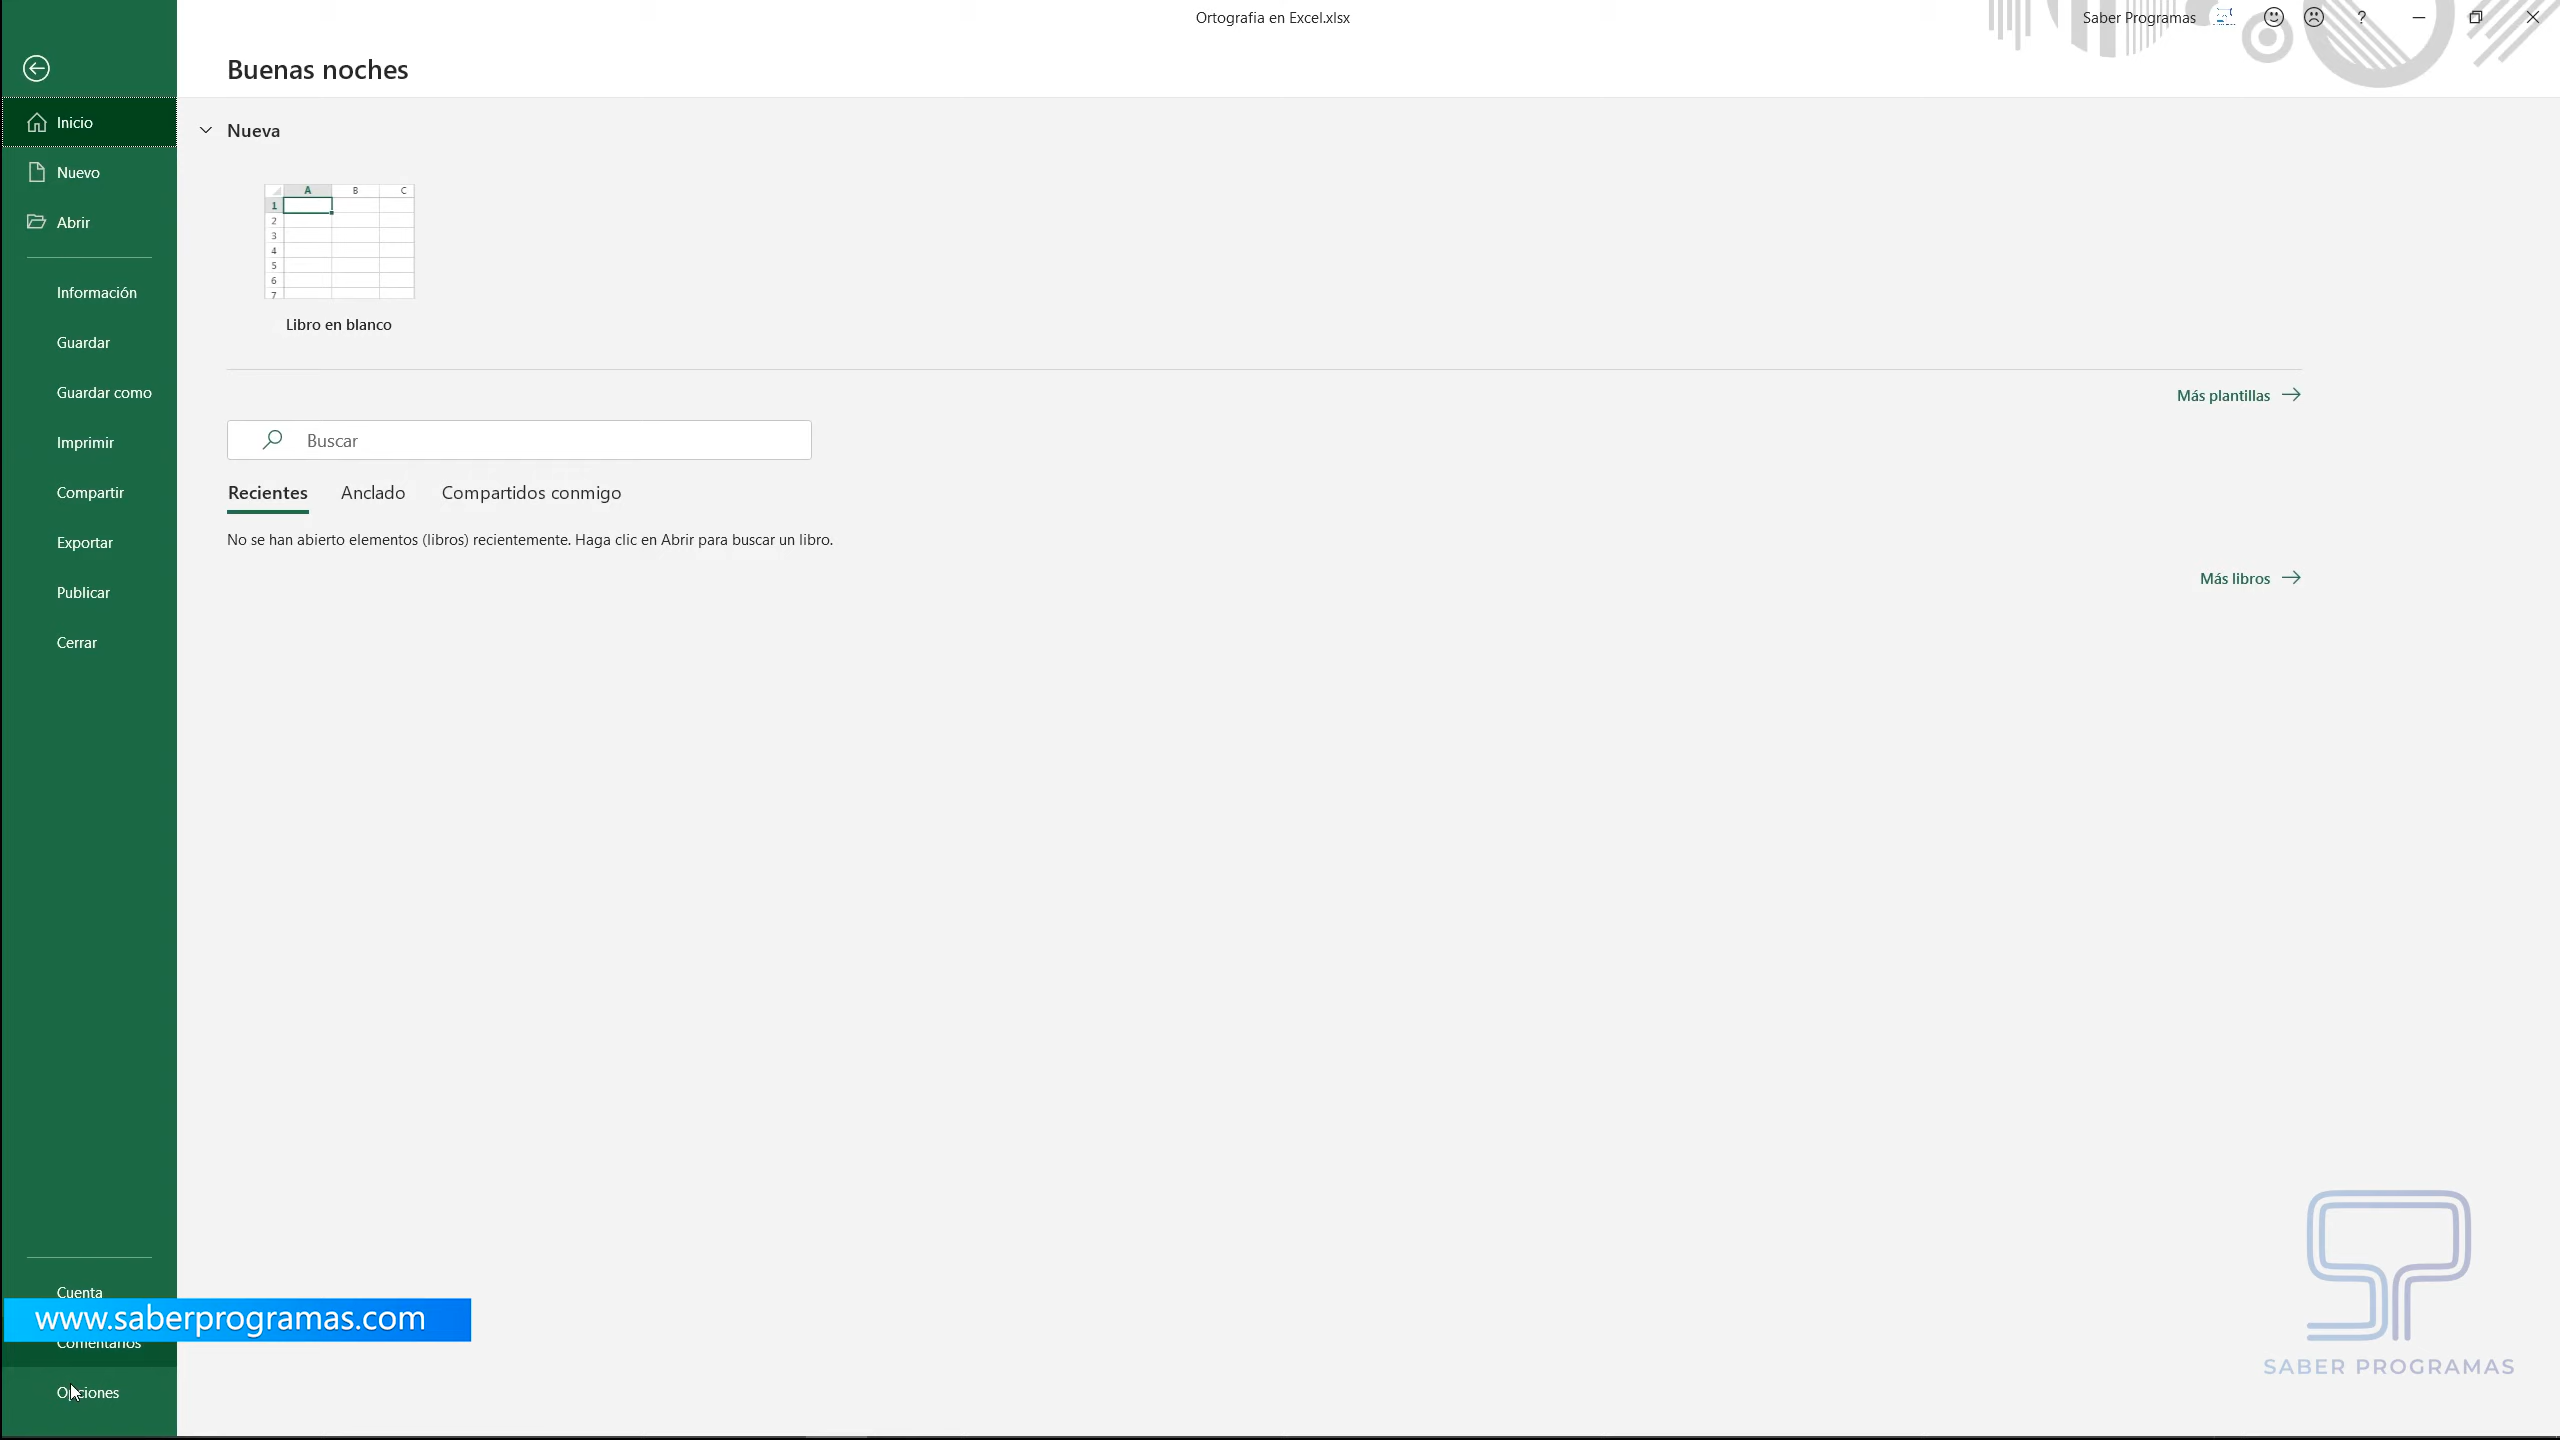 Ortografia en Excel.xlsx
Saber Programas
?
Buenas noches
Inicio
Nuevo
Abrir
Información
Guardar
Guardar como
Imprimir
Compartir
Exportar
Publicar
Cerrar
Cuenta
www.saberprogramas.com
Comentarios
Opciones
Nueva
A B C
1
2
3
4
5
6
7
Libro en blanco
Más plantillas
Buscar
Recientes Anclado Compartidos conmigo
No se han abierto elementos (libros) recientemente. Haga clic en Abrir para buscar un libro.
Más libros
SABER PROGRAMAS